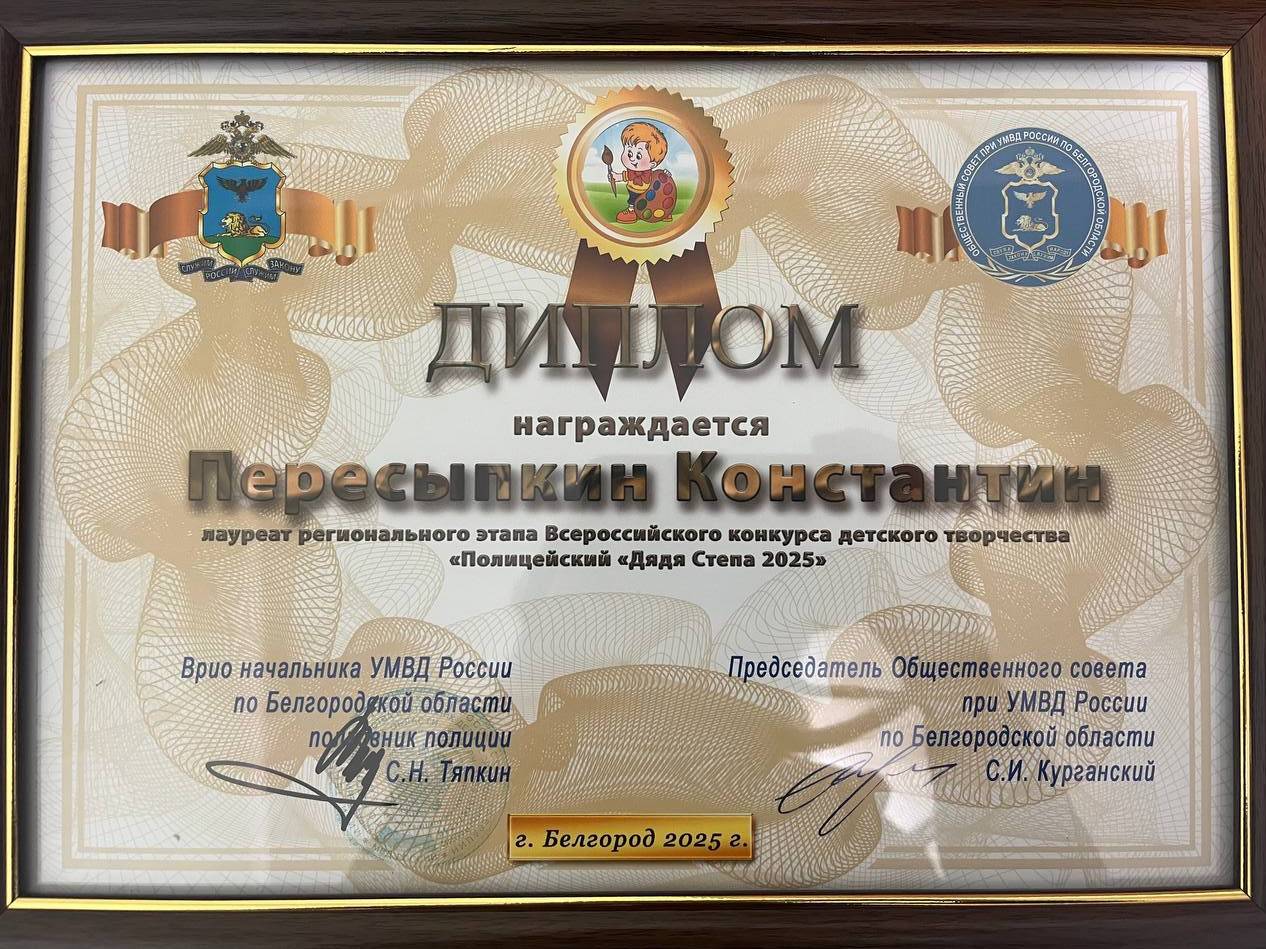 СЛУЖИМ РОССИИ СЛУЖИМ ЗАКОНУ
ОБЩЕСТВЕННЫЙ СОВЕТ ПРИ УМВД РОССИИ ПО БЕЛГОРОДСКОЙ ОБЛАСТИ
ДИПЛОМ
награждается
Пересыпкин Константин
лауреат регионального этапа Всероссийского конкурса детского творчества
«Полицейский «Дядя Степа 2025»
Врио начальника УМВД России
по Белгородской области
полковник полиции
С.Н. Тяпкин
Председатель Общественного совета
при УМВД России
по Белгородской области
С.И. Курганский
г. Белгород 2025 г.